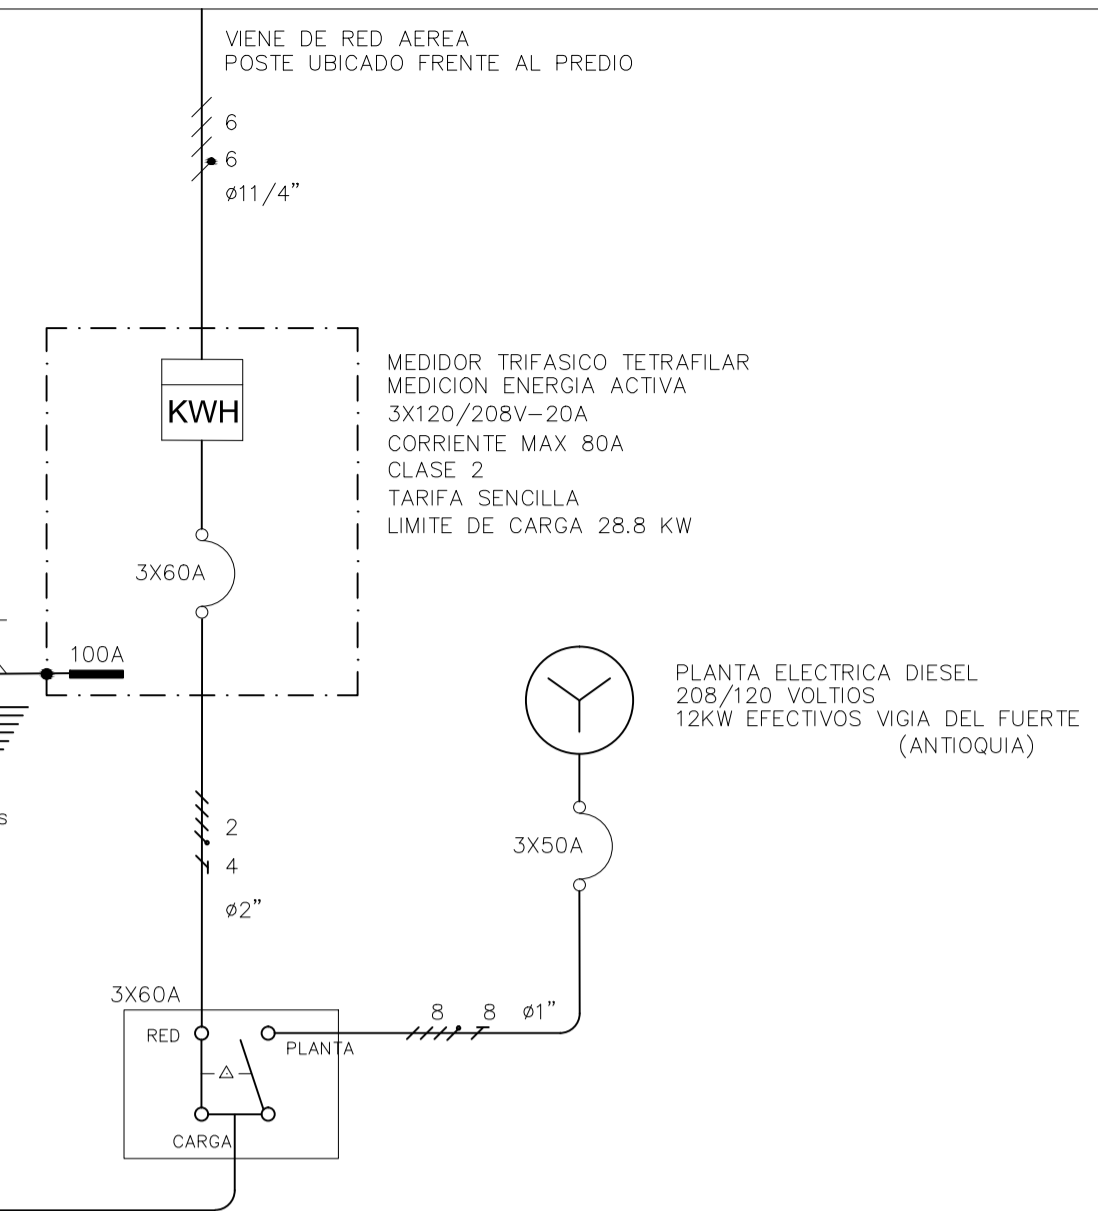 VIENE DE RED AEREA
POSTE UBICADO FRENTE AL PREDIO
6
6
ø11/4"
MEDIDOR TRIFASICO TETRAFILAR
MEDICION ENERGIA ACTIVA
3X120/208V-20A
CORRIENTE MAX 80A
CLASE 2
TARIFA SENCILLA
LIMITE DE CARGA 28.8 KW
KWH
3X60A
100A
PLANTA ELECTRICA DIESEL
208/120 VOLTIOS
12KW EFECTIVOS VIGIA DEL FUERTE
(ANTIOQUIA)
3X50A
S
2
4
ø2"
3X60A
8 8 ø1"
RED
PLANTA
CARGA